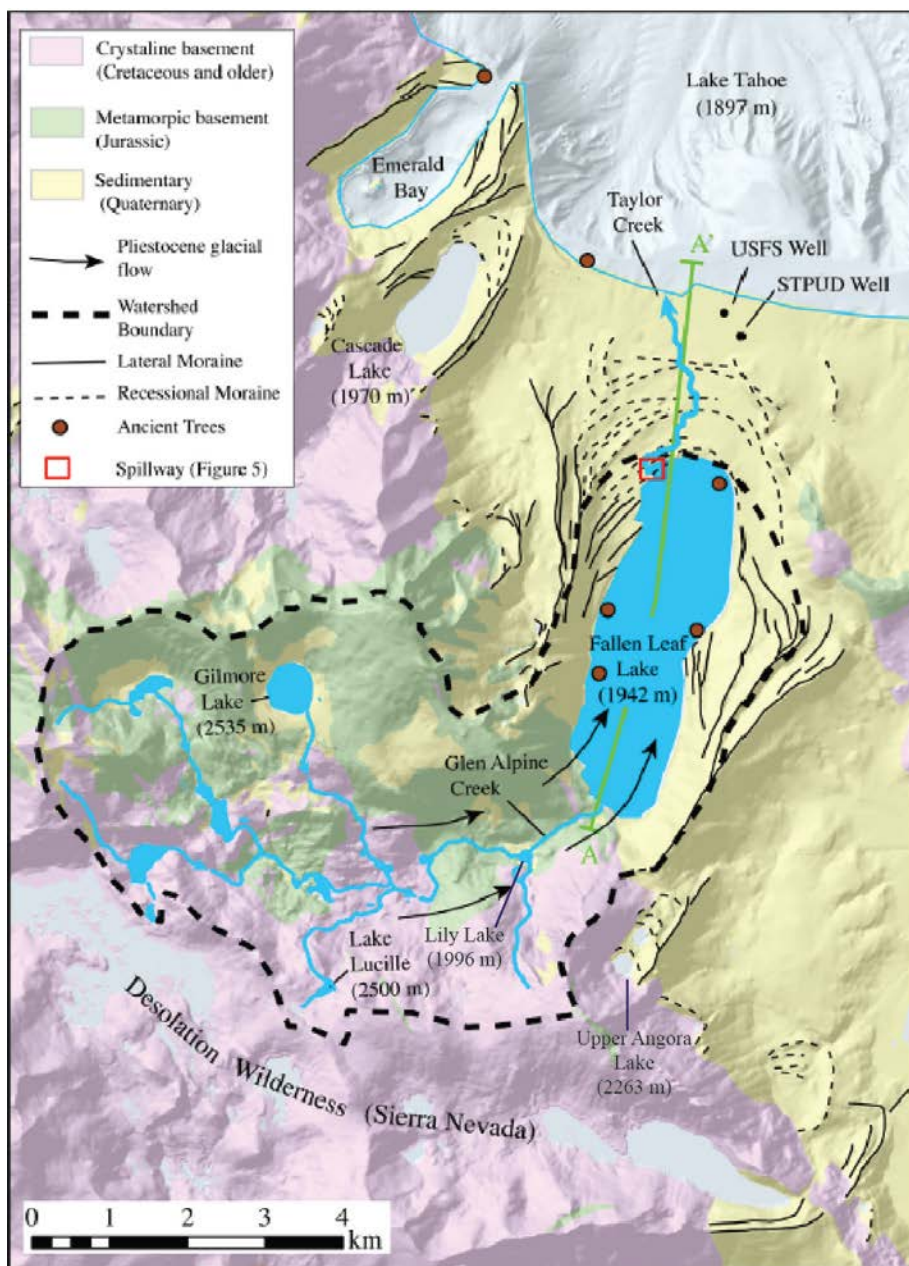 Crystaline basement
(Cretaceous and older)
Metamorpic basement
(Jurassic)
Sedimentary
(Quaternary)
Pliestocene glacial
flow
Watershed
Boundary
Lateral Moraine
Recessional Moraine
Ancient Trees
Spillway (Figure 5)
Lake Tahoe
(1897 m)
Emerald
Bay
Taylor
Creek
A'
USFS Well
STPUD Well
Cascade
Lake
(1970 m)
Fallen Leaf
Lake
(1942 m)
Gilmore
Lake
(2535 m)
Glen Alpine
Creek
A
Lily Lake
(1996 m)
Lake
Lucille
(2500 m)
Upper Angora
Lake
(2263 m)
Desolation Wilderness (Sierra Nevada)
0 1 2 3 4
km